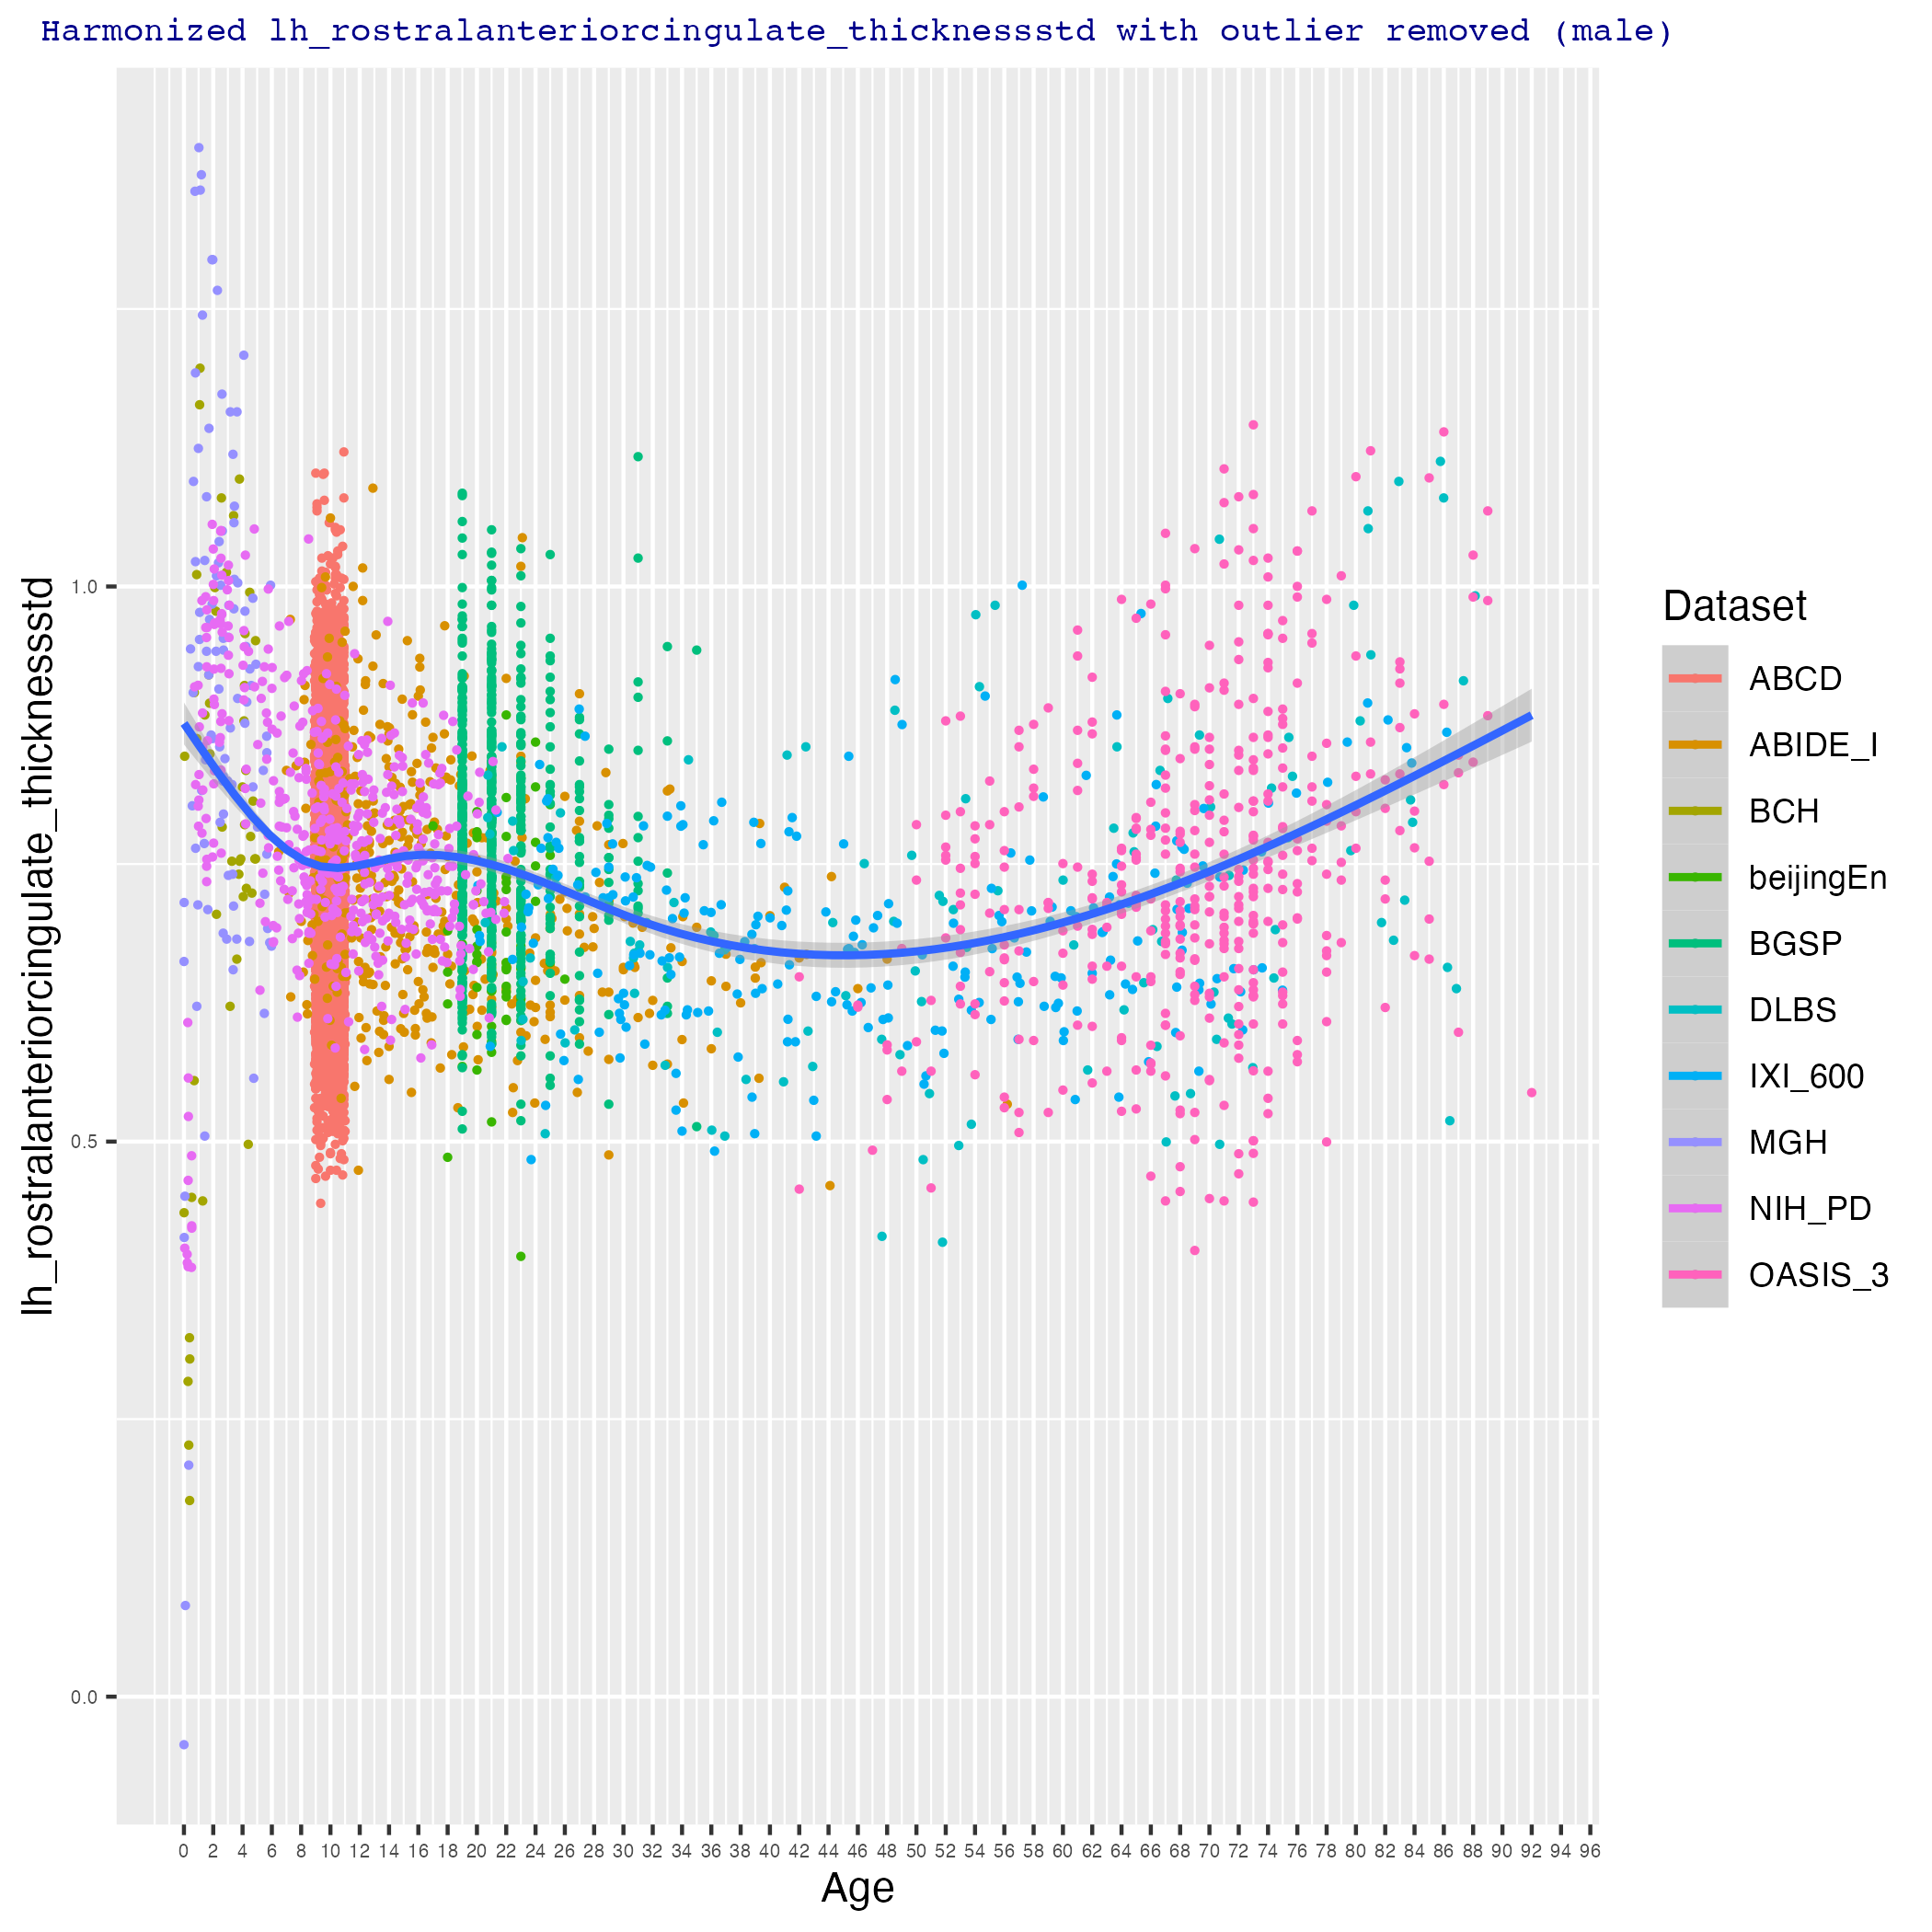 Harmonized lh_rostralanteriorcingulate_thicknessstd with outlier removed (male)
lh_rostralanteriorcingulate_thicknessstd
1.0
0.5
0.0
0 2 4 6 8 10 12 14 16 18 20 22 24 26 28 30 32 34 36 38 40 42 44 46 48 50 52 54 56 58 60 62 64 66 68 70 72 74 76 78 80 82 84 86 88 90 92 94 96
Age
Dataset
ABCD
ABIDE_I
BCH
beijingEn
BGSP
DLBS
IXI_600
MGH
NIH_PD
OASIS_3